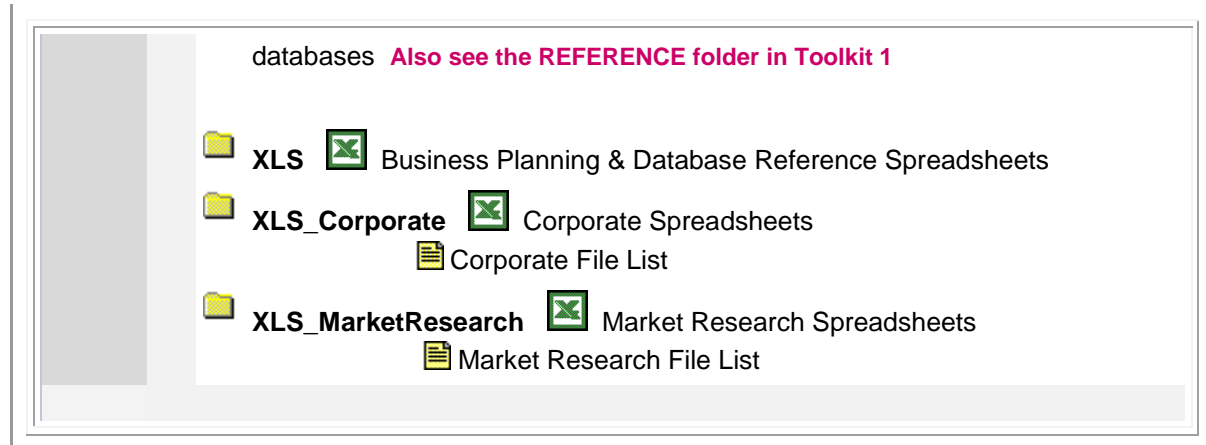 databases Also see the REFERENCE folder in Toolkit 1
XLS Business Planning & Database Reference Spreadsheets
XLS_Corporate Corporate Spreadsheets
Corporate File List
XLS_MarketResearch Market Research Spreadsheets
Market Research File List